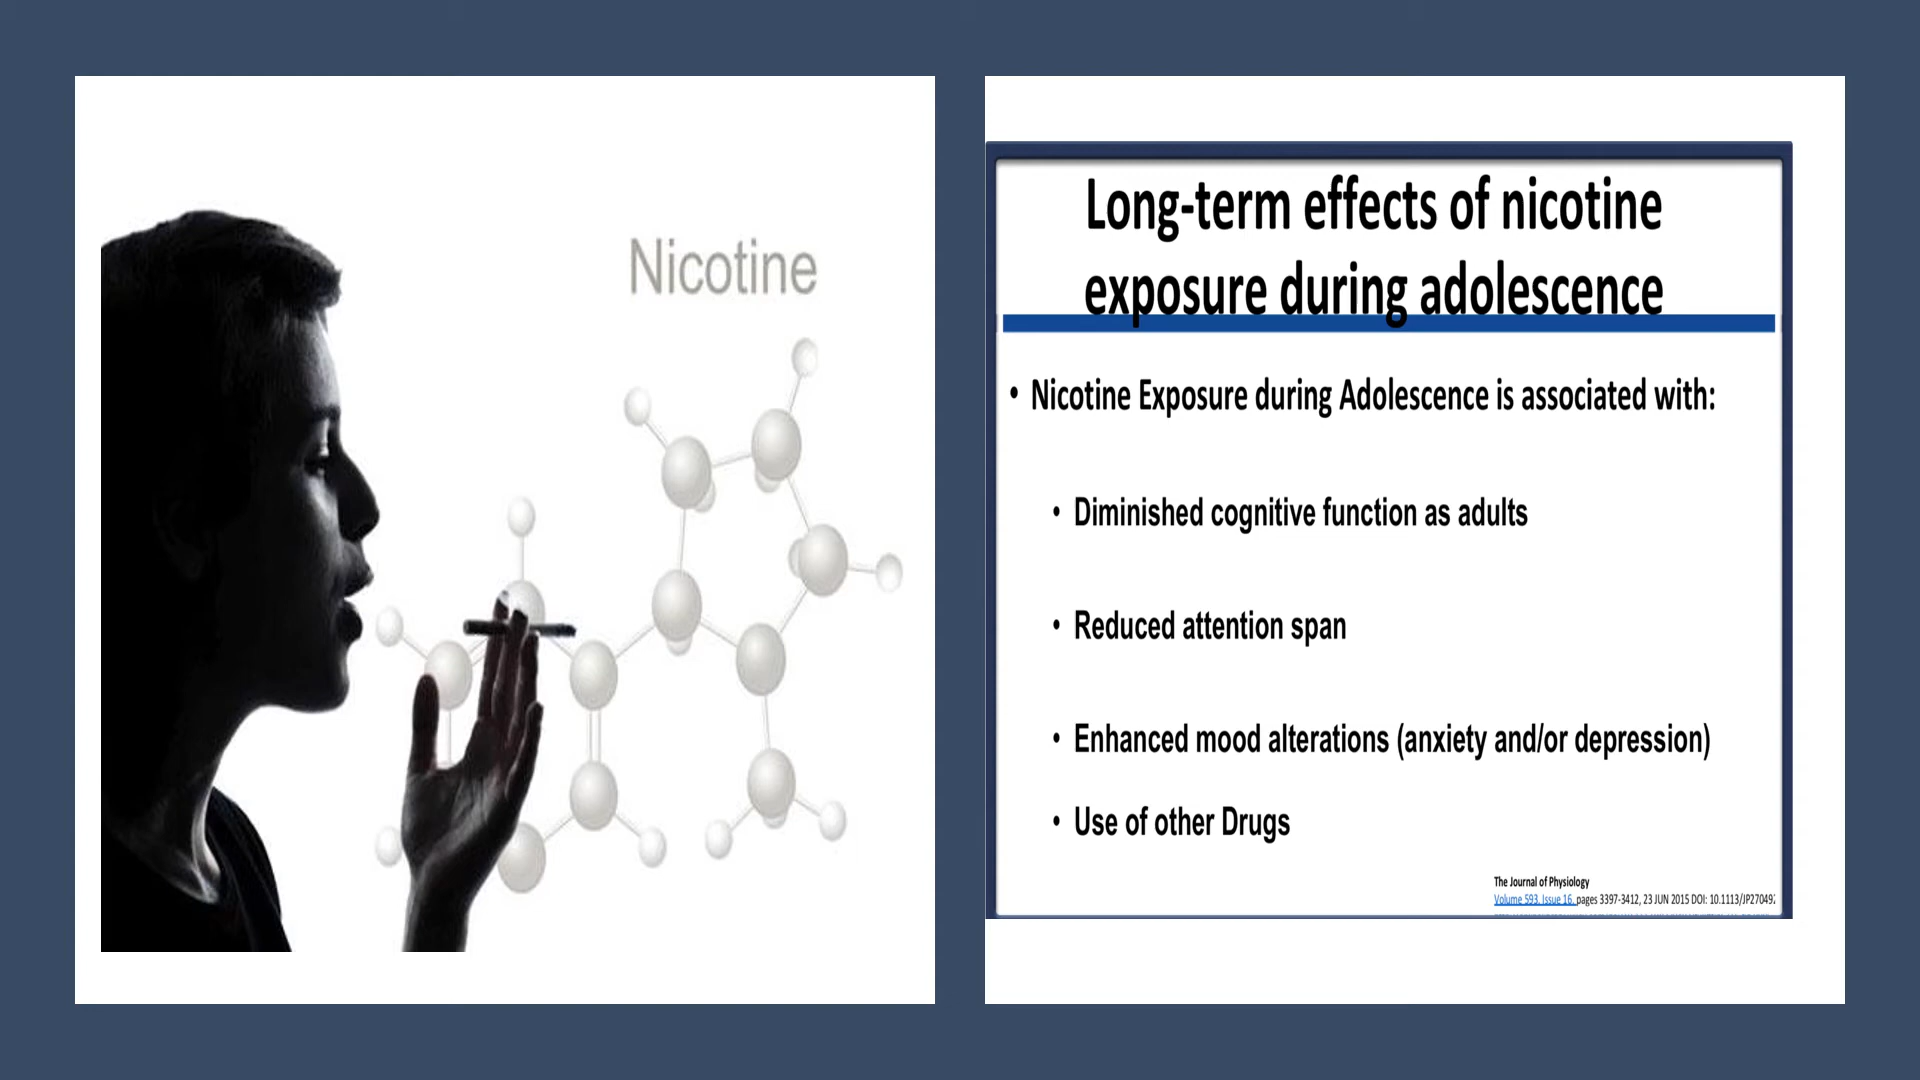 Nicotine
Long-term effects of nicotine
exposure during adolescence
• Nicotine Exposure during Adolescence is associated with:
• Diminished cognitive function as adults
• Reduced attention span
• Enhanced mood alterations (anxiety and/or depression)
• Use of other Drugs
The Journal of Physiology
Volume 593, Issue 16, pages 3397-3412, 23 JUN 2015 DOI: 10.1113/JP270492